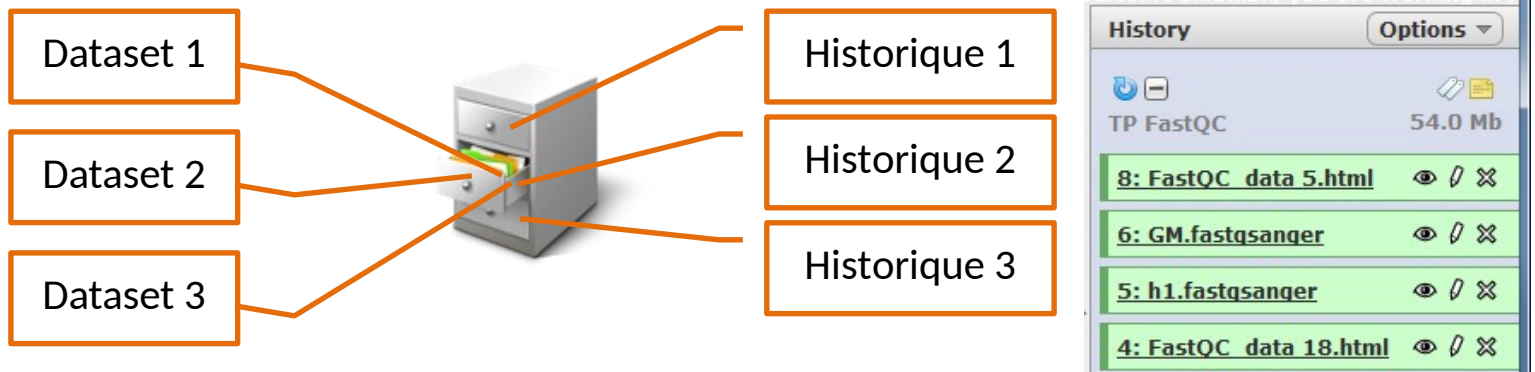 Dataset 1
Dataset 2
Dataset 3
Historique 1
Historique 2
Historique 3
History
Options
TP FastQC
54.0 Mb
8: FastQC_data 5.html
6: GM.fastqsanger
5: h1.fastqsanger
4: FastQC_data 18.html